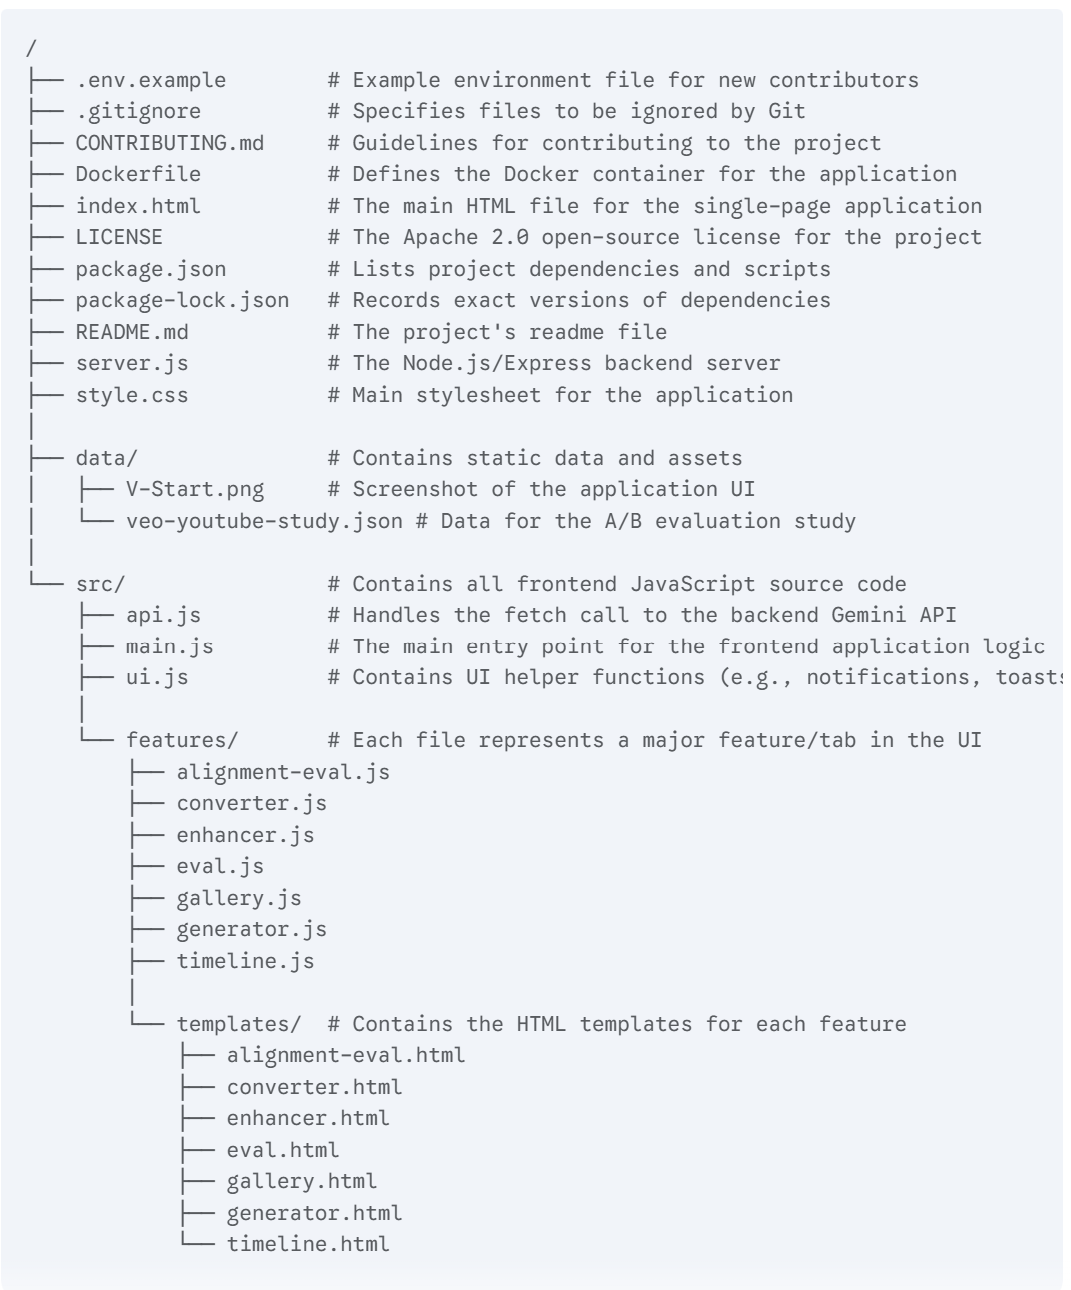 /
├── .env.example        # Example environment file for new contributors
├── .gitignore          # Specifies files to be ignored by Git
├── CONTRIBUTING.md     # Guidelines for contributing to the project
├── Dockerfile          # Defines the Docker container for the application
├── index.html          # The main HTML file for the single-page application
├── LICENSE             # The Apache 2.0 open-source license for the project
├── package.json        # Lists project dependencies and scripts
├── package-lock.json   # Records exact versions of dependencies
├── README.md           # The project's readme file
├── server.js           # The Node.js/Express backend server
├── style.css           # Main stylesheet for the application
│
├── data/               # Contains static data and assets
│   ├── V-Start.png     # Screenshot of the application UI
│   └── veo-youtube-study.json # Data for the A/B evaluation study
│
└── src/                # Contains all frontend JavaScript source code
    ├── api.js          # Handles the fetch call to the backend Gemini API
    ├── main.js         # The main entry point for the frontend application logic
    ├── ui.js           # Contains UI helper functions (e.g., notifications, toasts
    │
    └── features/       # Each file represents a major feature/tab in the UI
        ├── alignment-eval.js
        ├── converter.js
        ├── enhancer.js
        ├── eval.js
        ├── gallery.js
        ├── generator.js
        ├── timeline.js
        │
        └── templates/  # Contains the HTML templates for each feature
            ├── alignment-eval.html
            ├── converter.html
            ├── enhancer.html
            ├── eval.html
            ├── gallery.html
            ├── generator.html
            └── timeline.html